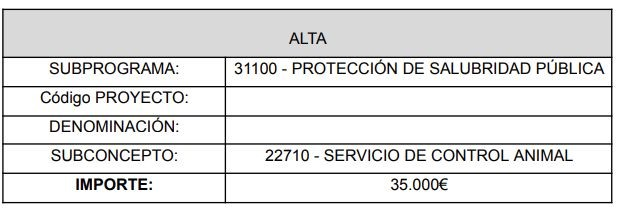 ALTA
SUBPROGRAMA: 31100 - PROTECCIÓN DE SALUBRIDAD PÚBLICA
Código PROYECTO:
DENOMINACIÓN:
SUBCONCEPTO: 22710 - SERVICIO DE CONTROL ANIMAL
IMPORTE: 35.000€